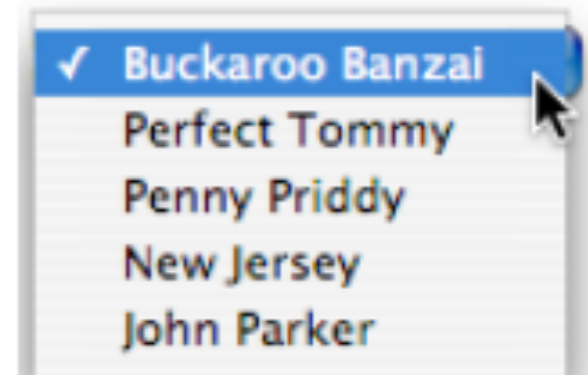 ✓ Buckaroo Banzai
Perfect Tommy
Penny Priddy
New Jersey
John Parker